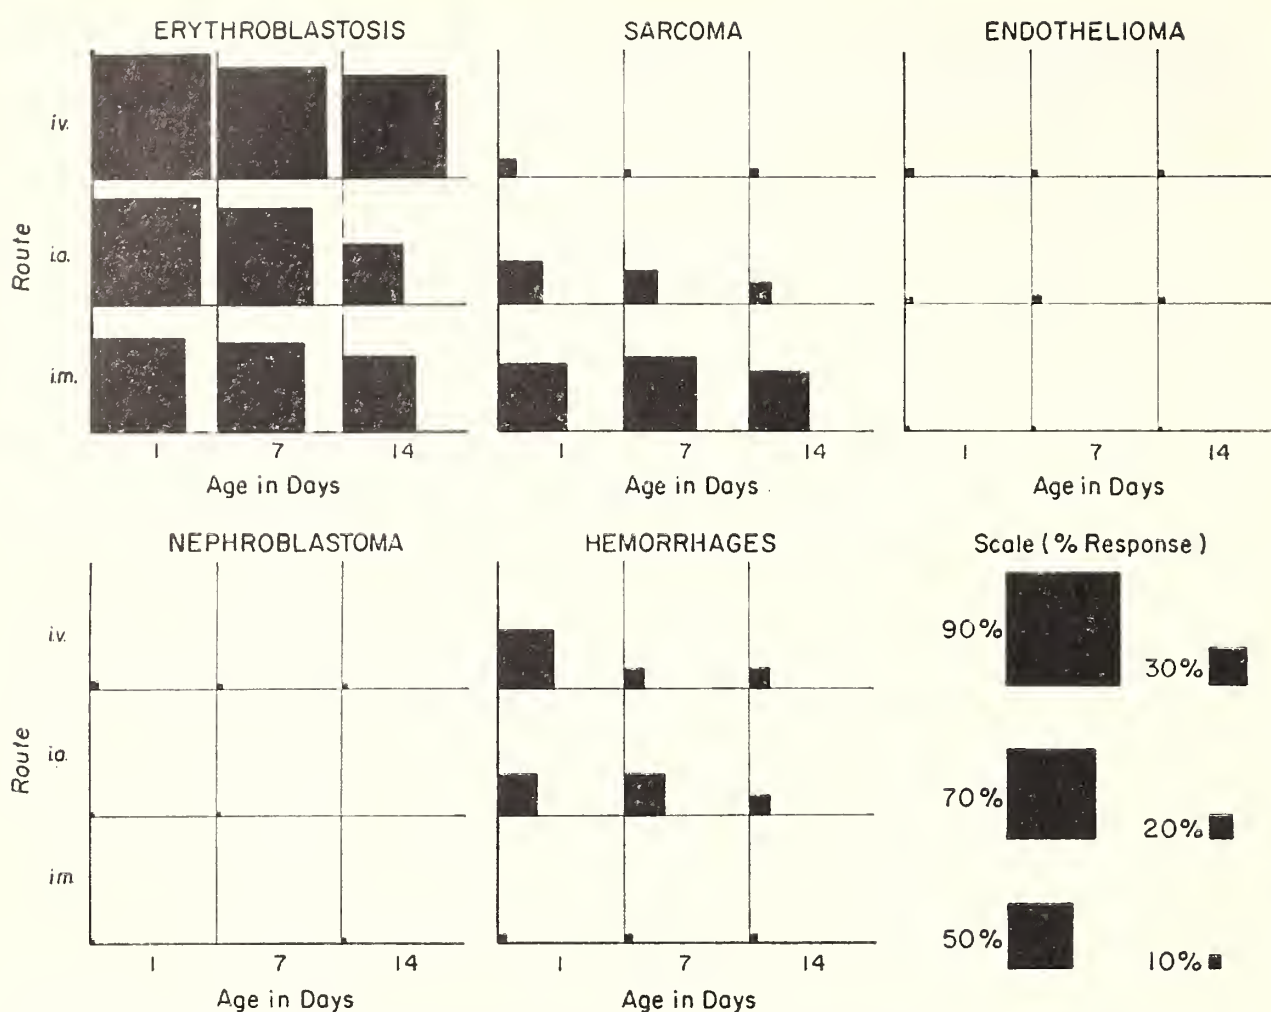 ERYTHROBLASTOSIS
SARCOMA
ENDOTHELIOMA
Route
i.v.
i.a.
i.m.
1 7 14
Age in Days
1 7 14
Age in Days
1 7 14
Age in Days
NEPHROBLASTOMA
HEMORRHAGES
Scale (% Response)
Route
i.v.
i.a.
i.m.
1 7 14
Age in Days
1 7 14
Age in Days
90%
30%
70%
20%
50%
10%